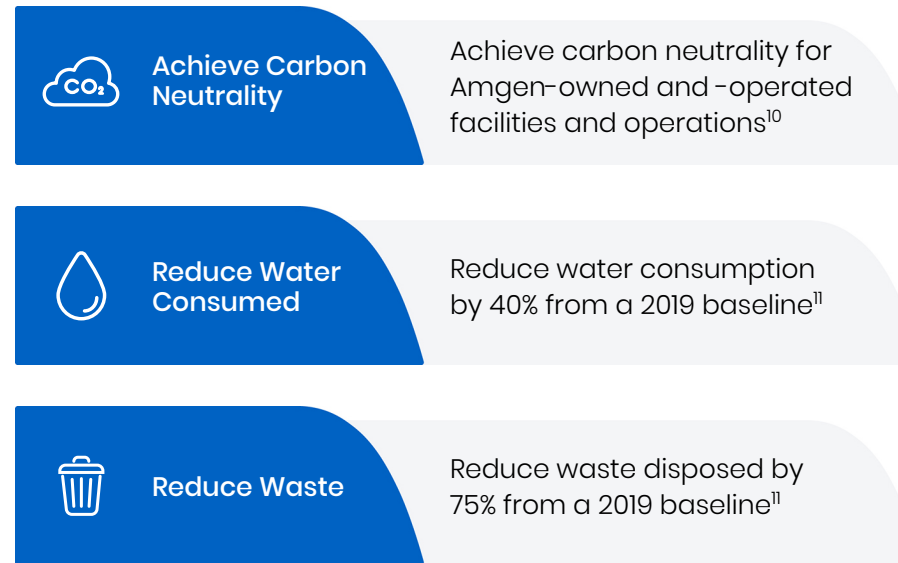 CO₂
Achieve Carbon
Neutrality
Achieve carbon neutrality for
Amgen-owned and -operated
facilities and operations¹⁰
Reduce Water
Consumed
Reduce water consumption
by 40% from a 2019 baseline¹¹
Reduce Waste
Reduce waste disposed by
75% from a 2019 baseline¹¹